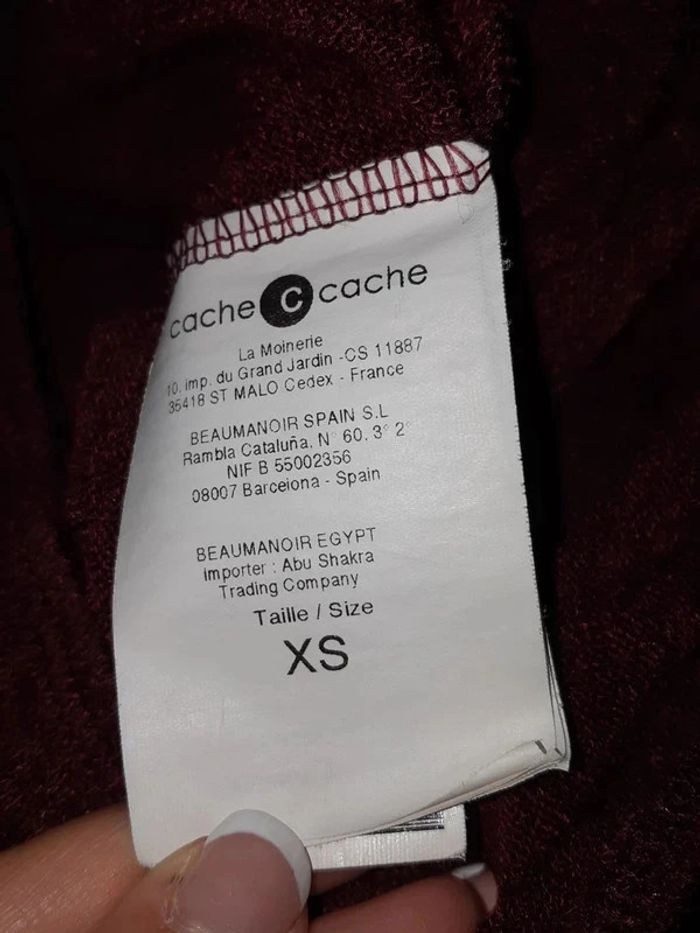 cache c cache
La Moinerie
10, imp. du Grand Jardin -CS 11887
35418 ST MALO Cedex - France
BEAUMANOIR SPAIN S.L
Rambla Cataluña, N° 60, 3° 2°
NIF B 55002356
08007 Barcelona - Spain
BEAUMANOIR EGYPT
Importer : Abu Shakra
Trading Company
Taille / Size
XS